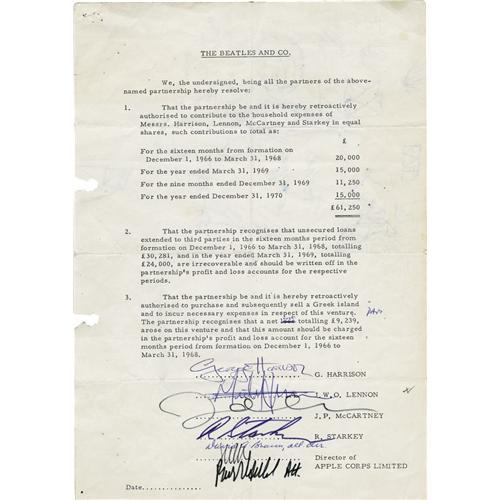 THE BEATLES AND CO.
We, the undersigned, being all the partners of the above-
named partnership hereby resolve:
1. That the partnership be and it is hereby retroactively
authorised to contribute to the household expenses of
Messrs. Harrison, Lennon, McCartney and Starkey in equal
shares, such contributions to total as:
£
For the sixteen months from formation on
December 1, 1966 to March 31, 1968 20,000
For the year ended March 31, 1969 15,000
For the nine months ended December 31, 1969 11,250
For the year ended December 31, 1970 15,000
£61,250
2. That the partnership recognises that unsecured loans
extended to third parties in the sixteen months period from
formation on December 1, 1966 to March 31, 1968, totalling
£30,281, and in the year ended March 31, 1969, totalling
£24,000, are irrecoverable and should be written off in the
partnership's profit and loss accounts for the respective
periods.
3. That the partnership be and it is hereby retroactively
authorised to purchase and subsequently sell a Greek island
and to incur necessary expenses in respect of this venture.
The partnership recognises that a net totalling £9,239,
arose on this venture and that this amount should be charged
in the partnership's profit and loss account for the sixteen
months period from formation on December 1, 1966 to
March 31, 1968.
George Harrison G. HARRISON
J.W.O. LENNON
J.P. McCARTNEY
R. STARKEY
Director of
APPLE CORPS LIMITED
Date